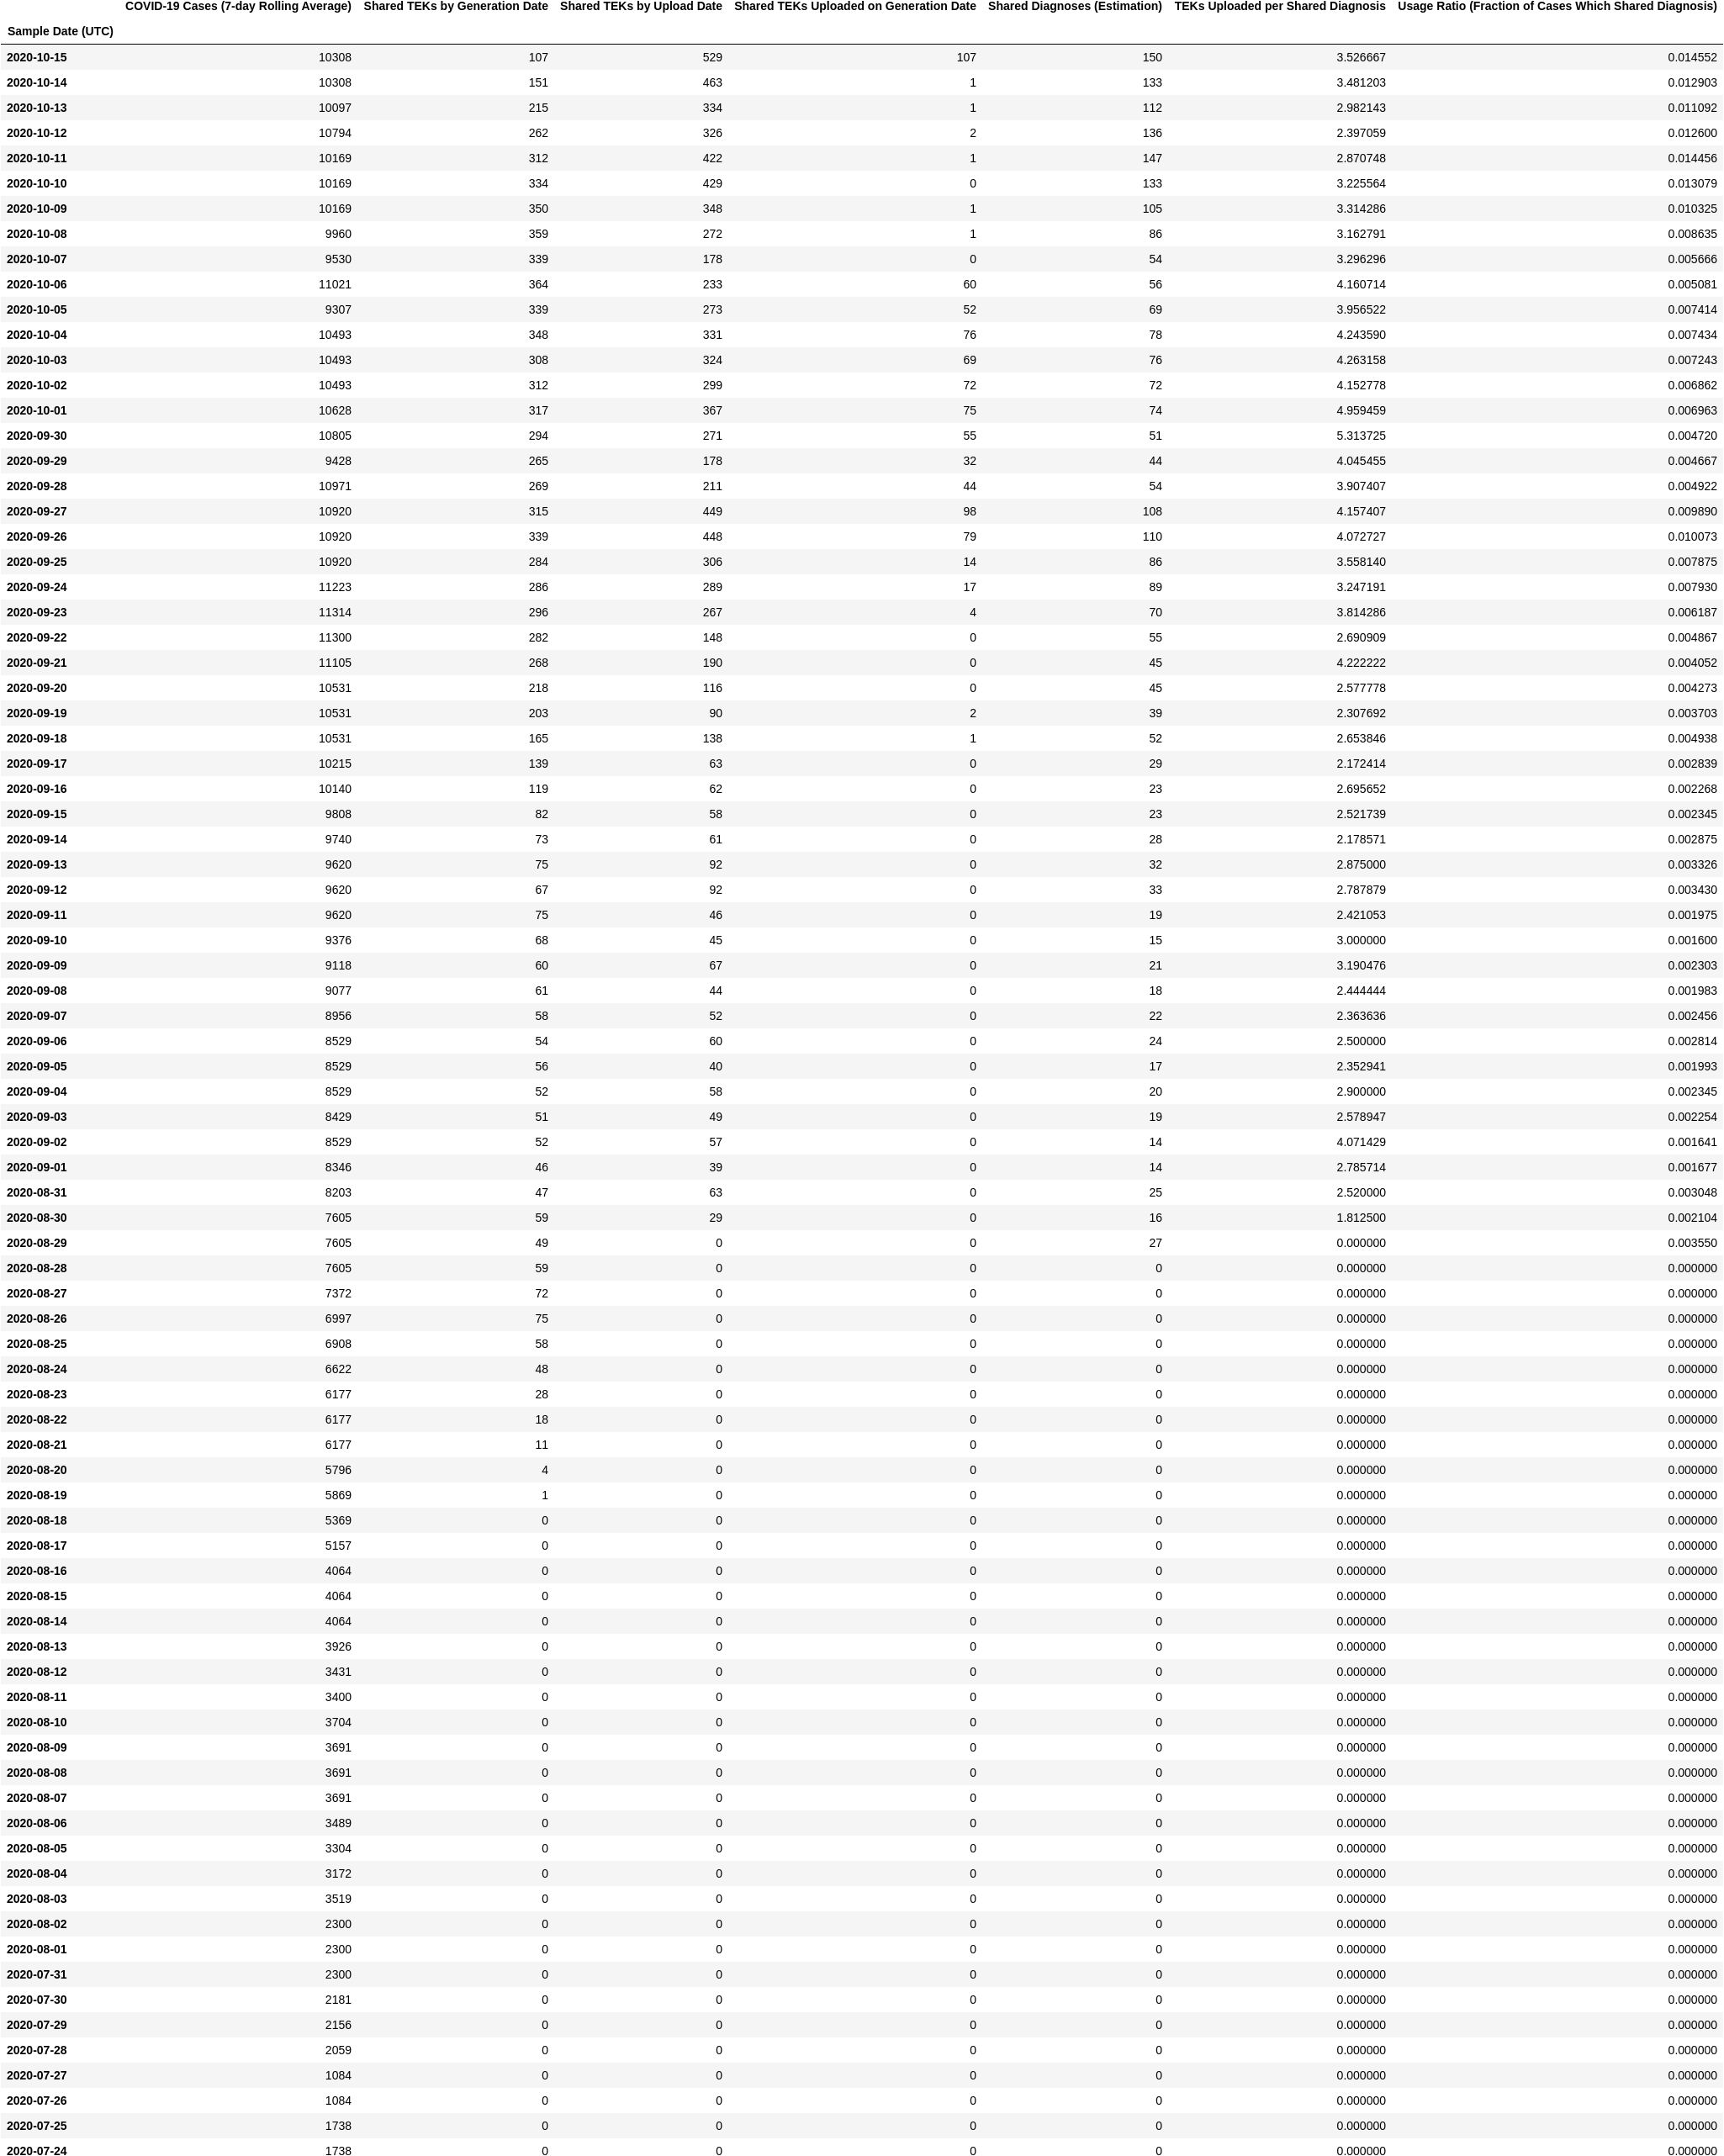 COVID-19 Cases (7-day Rolling Average) Shared TEKs by Generation Date Shared TEKs by Upload Date Shared TEKs Uploaded on Generation Date Shared Diagnoses (Estimation) TEKs Uploaded per Shared Diagnosis Usage Ratio (Fraction of Cases Which Shared Diagnosis)
Sample Date (UTC)
2020-10-15 10308 107 529 107 150 3.526667 0.014552
2020-10-14 10308 151 463 1 133 3.481203 0.012903
2020-10-13 10097 215 334 1 112 2.982143 0.011092
2020-10-12 10794 262 326 2 136 2.397059 0.012600
2020-10-11 10169 312 422 1 147 2.870748 0.014456
2020-10-10 10169 334 429 0 133 3.225564 0.013079
2020-10-09 10169 350 348 1 105 3.314286 0.010325
2020-10-08 9960 359 272 1 86 3.162791 0.008635
2020-10-07 9530 339 178 0 54 3.296296 0.005666
2020-10-06 11021 364 233 60 56 4.160714 0.005081
2020-10-05 9307 339 273 52 69 3.956522 0.007414
2020-10-04 10493 348 331 76 78 4.243590 0.007434
2020-10-03 10493 308 324 69 76 4.263158 0.007243
2020-10-02 10493 312 299 72 72 4.152778 0.006862
2020-10-01 10628 317 367 75 74 4.959459 0.006963
2020-09-30 10805 294 271 55 51 5.313725 0.004720
2020-09-29 9428 265 178 32 44 4.045455 0.004667
2020-09-28 10971 269 211 44 54 3.907407 0.004922
2020-09-27 10920 315 449 98 108 4.157407 0.009890
2020-09-26 10920 339 448 79 110 4.072727 0.010073
2020-09-25 10920 284 306 14 86 3.558140 0.007875
2020-09-24 11223 286 289 17 89 3.247191 0.007930
2020-09-23 11314 296 267 4 70 3.814286 0.006187
2020-09-22 11300 282 148 0 55 2.690909 0.004867
2020-09-21 11105 268 190 0 45 4.222222 0.004052
2020-09-20 10531 218 116 0 45 2.577778 0.004273
2020-09-19 10531 203 90 2 39 2.307692 0.003703
2020-09-18 10531 165 138 1 52 2.653846 0.004938
2020-09-17 10215 139 63 0 29 2.172414 0.002839
2020-09-16 10140 119 62 0 23 2.695652 0.002268
2020-09-15 9808 82 58 0 23 2.521739 0.002345
2020-09-14 9740 73 61 0 28 2.178571 0.002875
2020-09-13 9620 75 92 0 32 2.875000 0.003326
2020-09-12 9620 67 92 0 33 2.787879 0.003430
2020-09-11 9620 75 46 0 19 2.421053 0.001975
2020-09-10 9376 68 45 0 15 3.000000 0.001600
2020-09-09 9118 60 67 0 21 3.190476 0.002303
2020-09-08 9077 61 44 0 18 2.444444 0.001983
2020-09-07 8956 58 52 0 22 2.363636 0.002456
2020-09-06 8529 54 60 0 24 2.500000 0.002814
2020-09-05 8529 56 40 0 17 2.352941 0.001993
2020-09-04 8529 52 58 0 20 2.900000 0.002345
2020-09-03 8429 51 49 0 19 2.578947 0.002254
2020-09-02 8529 52 57 0 14 4.071429 0.001641
2020-09-01 8346 46 39 0 14 2.785714 0.001677
2020-08-31 8203 47 63 0 25 2.520000 0.003048
2020-08-30 7605 59 29 0 16 1.812500 0.002104
2020-08-29 7605 49 0 0 27 0.000000 0.003550
2020-08-28 7605 59 0 0 0 0.000000 0.000000
2020-08-27 7372 72 0 0 0 0.000000 0.000000
2020-08-26 6997 75 0 0 0 0.000000 0.000000
2020-08-25 6908 58 0 0 0 0.000000 0.000000
2020-08-24 6622 48 0 0 0 0.000000 0.000000
2020-08-23 6177 28 0 0 0 0.000000 0.000000
2020-08-22 6177 18 0 0 0 0.000000 0.000000
2020-08-21 6177 11 0 0 0 0.000000 0.000000
2020-08-20 5796 4 0 0 0 0.000000 0.000000
2020-08-19 5869 1 0 0 0 0.000000 0.000000
2020-08-18 5369 0 0 0 0 0.000000 0.000000
2020-08-17 5157 0 0 0 0 0.000000 0.000000
2020-08-16 4064 0 0 0 0 0.000000 0.000000
2020-08-15 4064 0 0 0 0 0.000000 0.000000
2020-08-14 4064 0 0 0 0 0.000000 0.000000
2020-08-13 3926 0 0 0 0 0.000000 0.000000
2020-08-12 3431 0 0 0 0 0.000000 0.000000
2020-08-11 3400 0 0 0 0 0.000000 0.000000
2020-08-10 3704 0 0 0 0 0.000000 0.000000
2020-08-09 3691 0 0 0 0 0.000000 0.000000
2020-08-08 3691 0 0 0 0 0.000000 0.000000
2020-08-07 3691 0 0 0 0 0.000000 0.000000
2020-08-06 3489 0 0 0 0 0.000000 0.000000
2020-08-05 3304 0 0 0 0 0.000000 0.000000
2020-08-04 3172 0 0 0 0 0.000000 0.000000
2020-08-03 3519 0 0 0 0 0.000000 0.000000
2020-08-02 2300 0 0 0 0 0.000000 0.000000
2020-08-01 2300 0 0 0 0 0.000000 0.000000
2020-07-31 2300 0 0 0 0 0.000000 0.000000
2020-07-30 2181 0 0 0 0 0.000000 0.000000
2020-07-29 2156 0 0 0 0 0.000000 0.000000
2020-07-28 2059 0 0 0 0 0.000000 0.000000
2020-07-27 1084 0 0 0 0 0.000000 0.000000
2020-07-26 1084 0 0 0 0 0.000000 0.000000
2020-07-25 1738 0 0 0 0 0.000000 0.000000
2020-07-24 1738 0 0 0 0 0.000000 0.000000